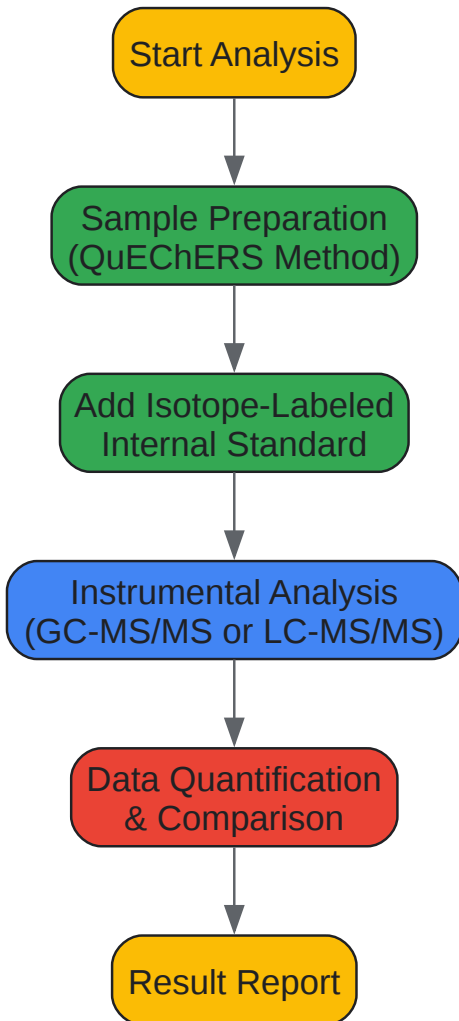 Start Analysis
Sample Preparation
(QuEChERS Method)
Add Isotope-Labeled
Internal Standard
Instrumental Analysis
(GC-MS/MS or LC-MS/MS)
Data Quantification
& Comparison
Result Report